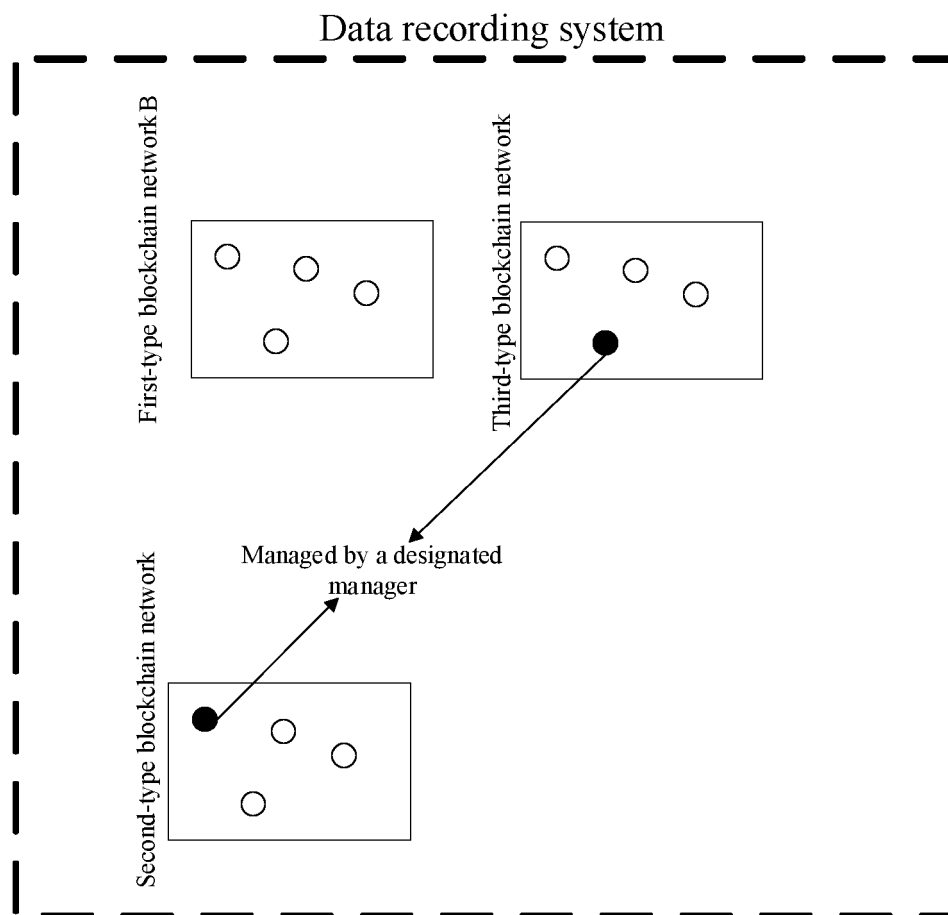 Data recording system
First-type blockchain network B
Third-type blockchain network
Managed by a designated
manager
Second-type blockchain network